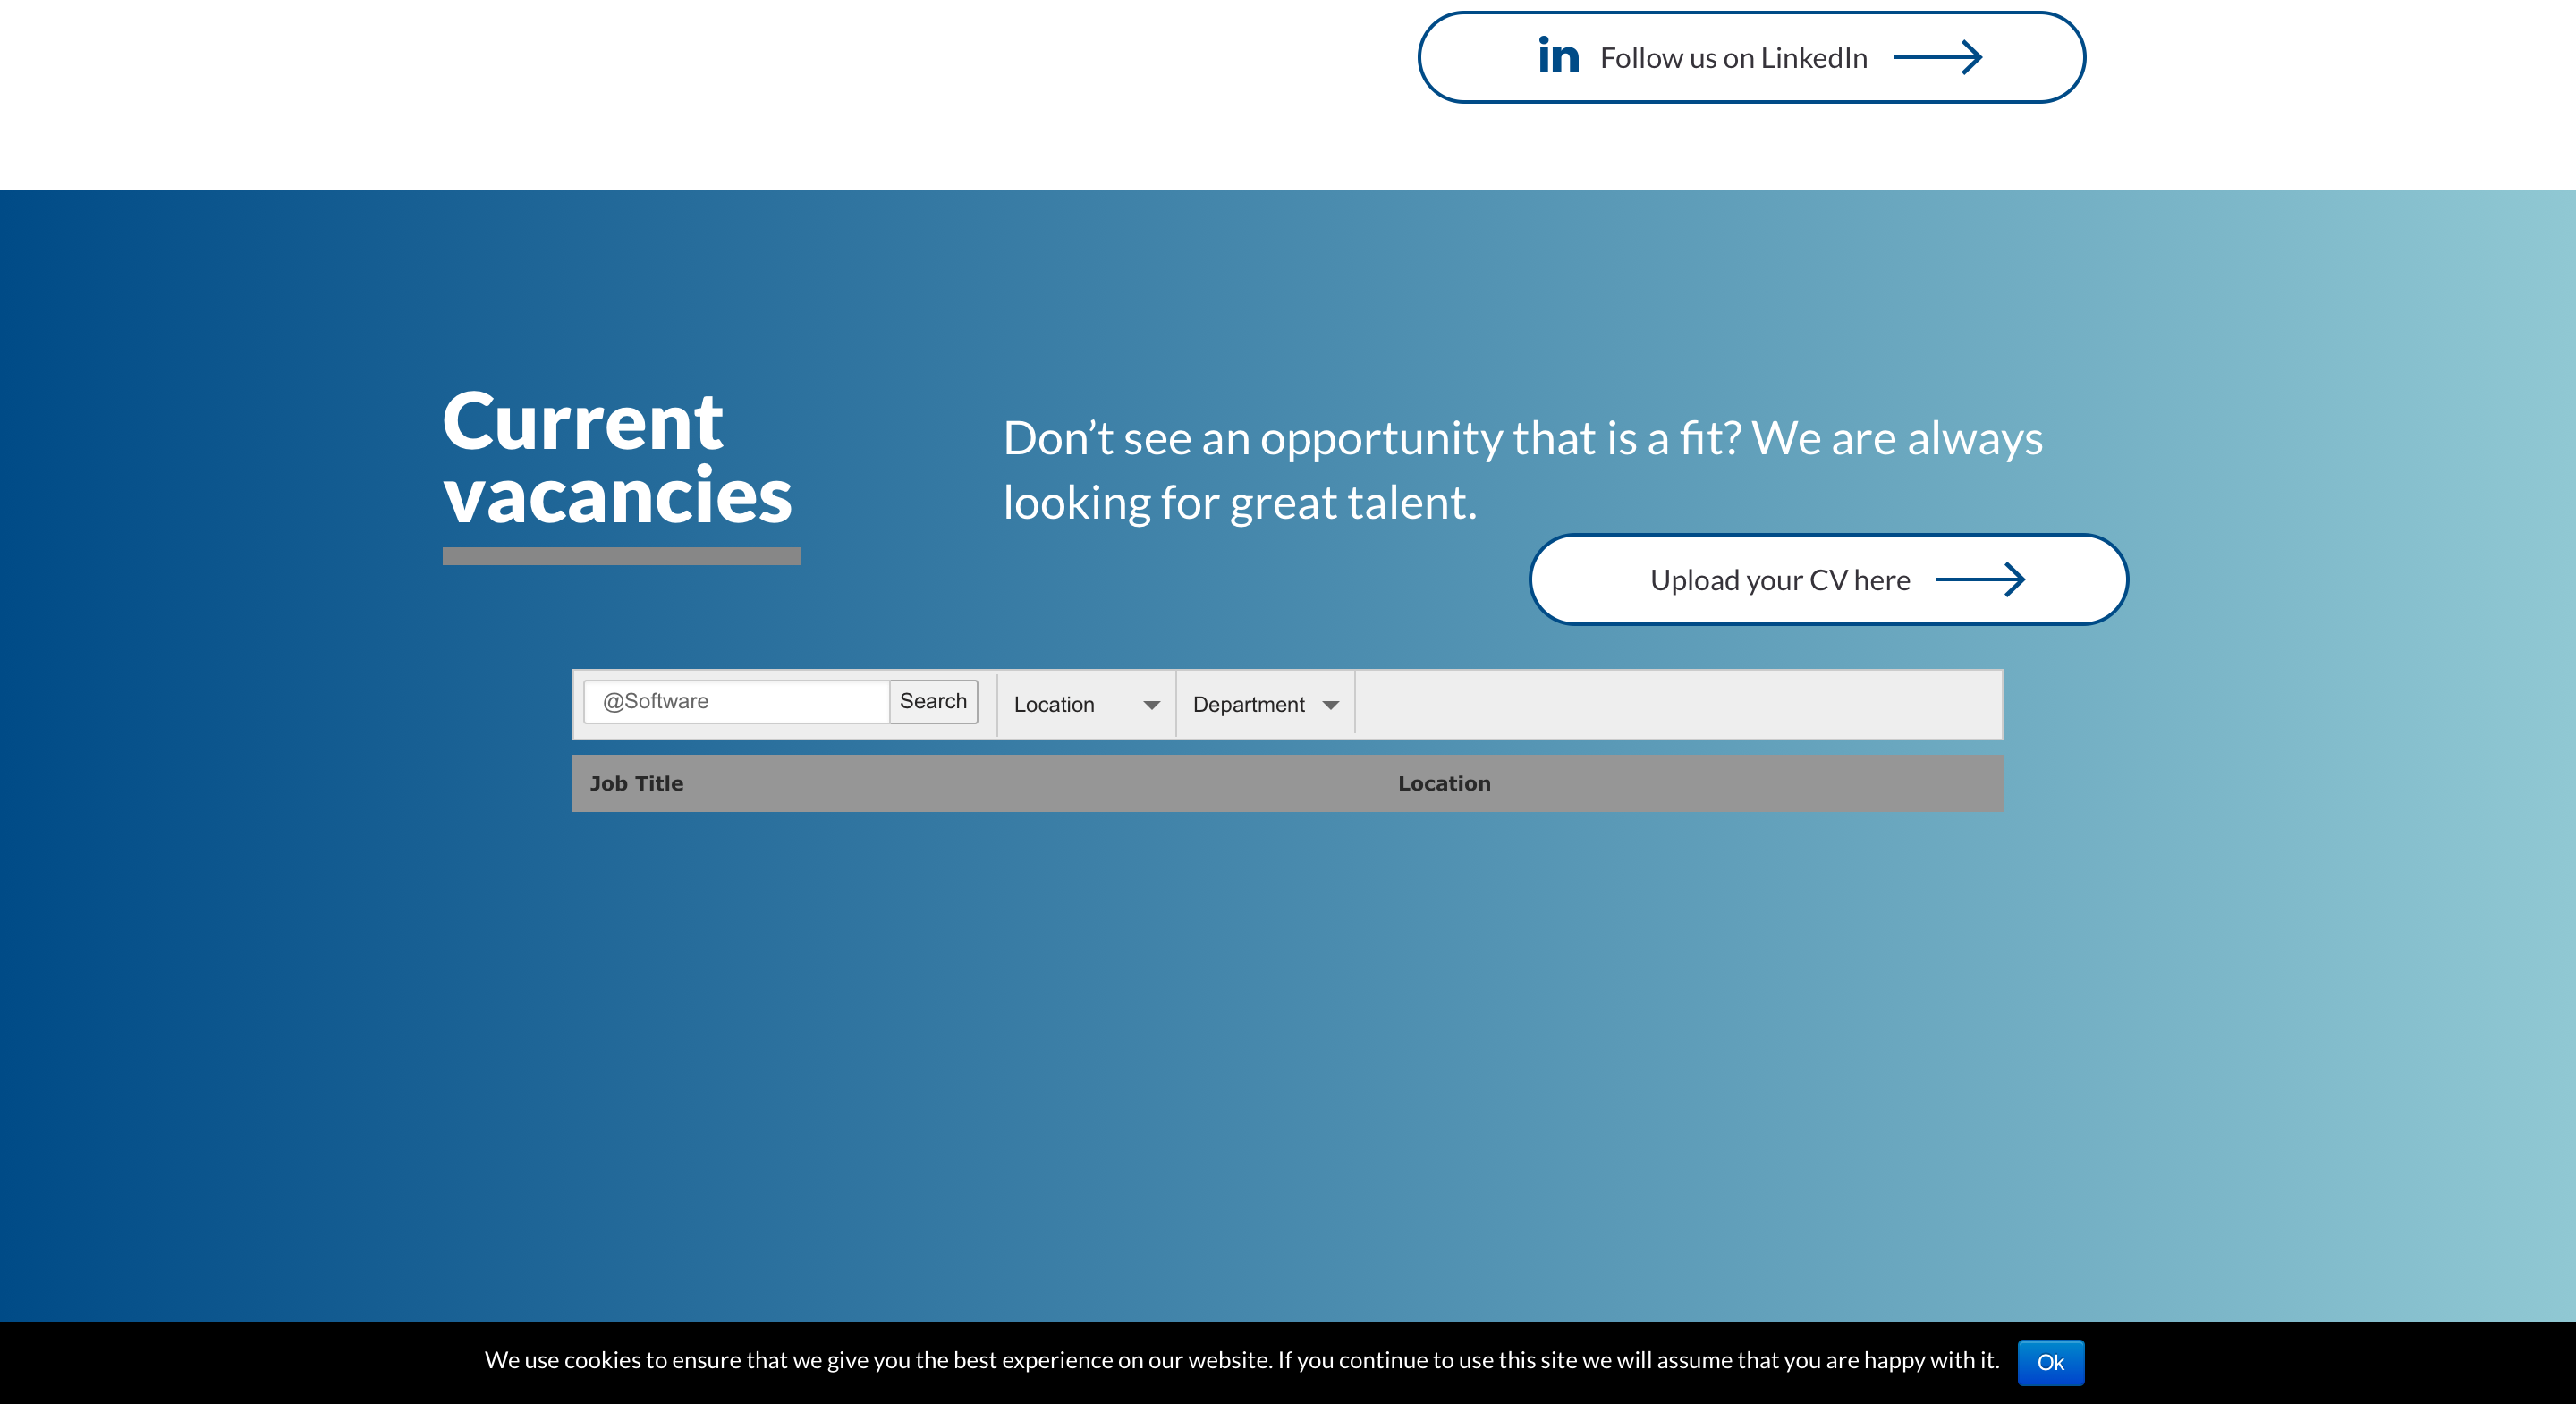 in Follow us on LinkedIn
Current
vacancies
Don’t see an opportunity that is a fit? We are always
looking for great talent.
Upload your CV here
@Software Search Location Department
Job Title Location
We use cookies to ensure that we give you the best experience on our website. If you continue to use this site we will assume that you are happy with it. Ok